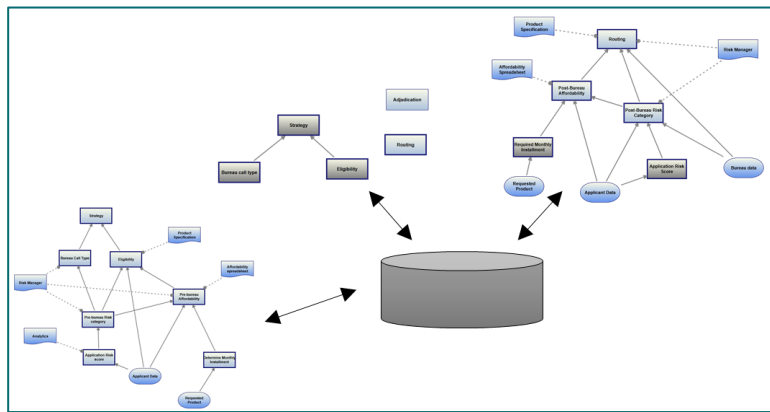 Product
Specification
Routing
Risk Manager
Affordability
Spreadsheet
Post-Bureau
Affordability
Post-Bureau Risk
Category
Required Monthly
Installment
Application Risk
Score
Bureau data
Requested
Product
Applicant Data
Adjudication
Routing
Strategy
Bureau call type
Eligibility
Strategy
Product
Specification
Bureau Call Type
Eligibility
Affordability
spreadsheet
Risk Manager
Pre-bureau
Affordability
Pre-bureau Risk
category
Analytics
Application Risk
score
Determine Monthly
Installment
Applicant Data
Requested
Product